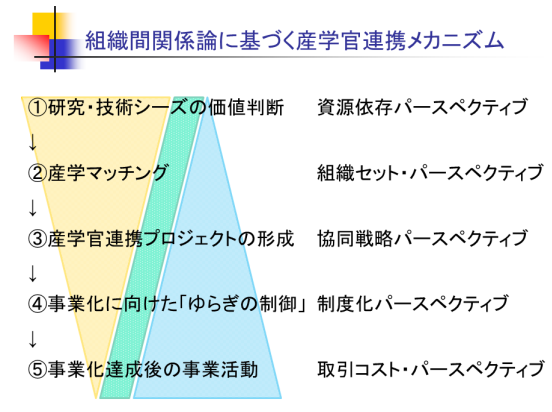 組織間関係論に基づく産学官連携メカニズム
①研究・技術シーズの価値判断 資源依存パースペクティブ
↓
②産学マッチング 組織セット・パースペクティブ
↓
③産学官連携プロジェクトの形成 協同戦略パースペクティブ
↓
④事業化に向けた「ゆらぎの制御」 制度化パースペクティブ
↓
⑤事業化達成後の事業活動 取引コスト・パースペクティブ